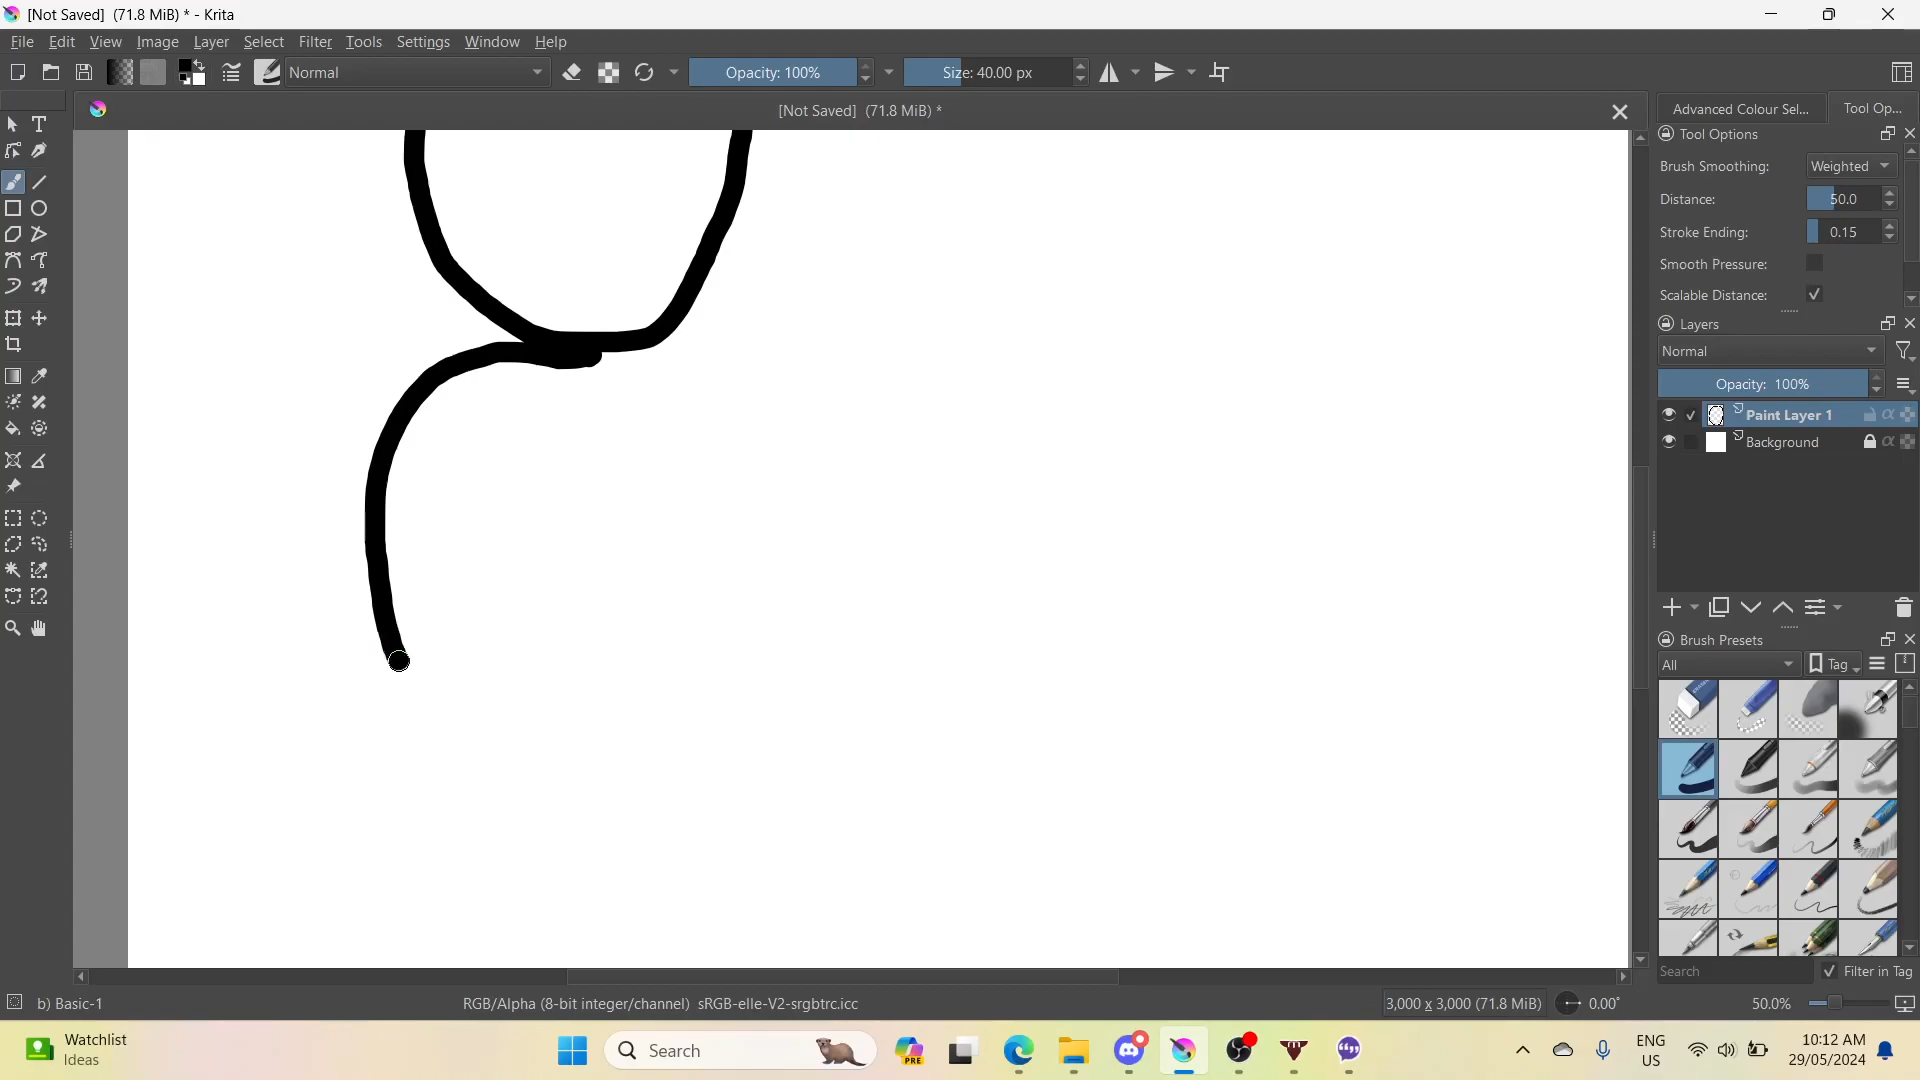 [Not Saved]  (71.8 MiB) * - Krita
File Edit View Image Layer Select Filter Tools Settings Window Help
Normal Opacity: 100% Size: 40.00 px
[Not Saved]  (71.8 MiB) *
Advanced Colour Sel... Tool Op...
Tool Options
Brush Smoothing: Weighted
Distance: 50.0
Stroke Ending: 0.15
Smooth Pressure:
Scalable Distance:
Layers
Normal
Opacity:  100%
Paint Layer 1
Background
Brush Presets
All Tag
Search Filter in Tag
b) Basic-1 RGB/Alpha (8-bit integer/channel)  sRGB-elle-V2-srgbtrc.icc 3,000 x 3,000 (71.8 MiB) 0.00° 50.0%
Watchlist
Ideas
Search
PRE
ENG
US
10:12 AM
29/05/2024